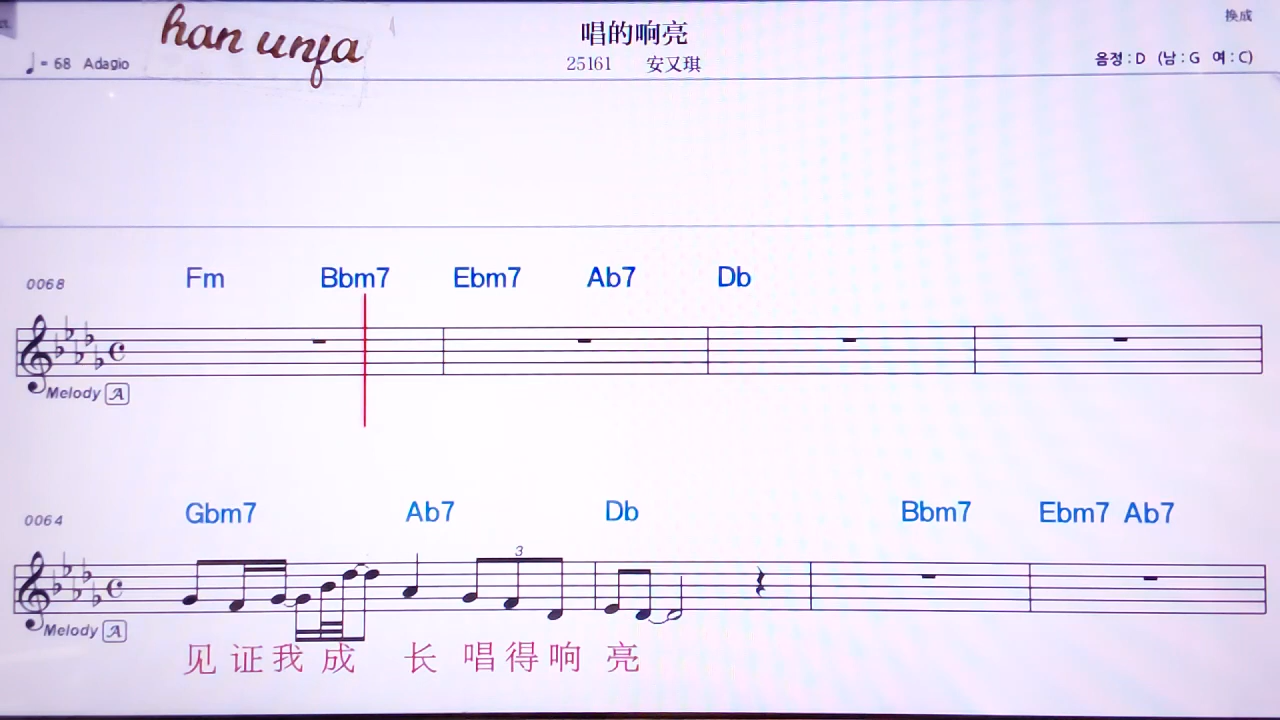 han unfa
唱的响亮
换成
♩= 68 Adagio
25161 安又琪
음정 : D (남 : G 여 : C)
0068
Fm Bbm7 Ebm7 Ab7 Db
Melody A
0064
Gbm7 Ab7 Db Bbm7 Ebm7 Ab7
3
Melody A
见证我成 长 唱得响 亮